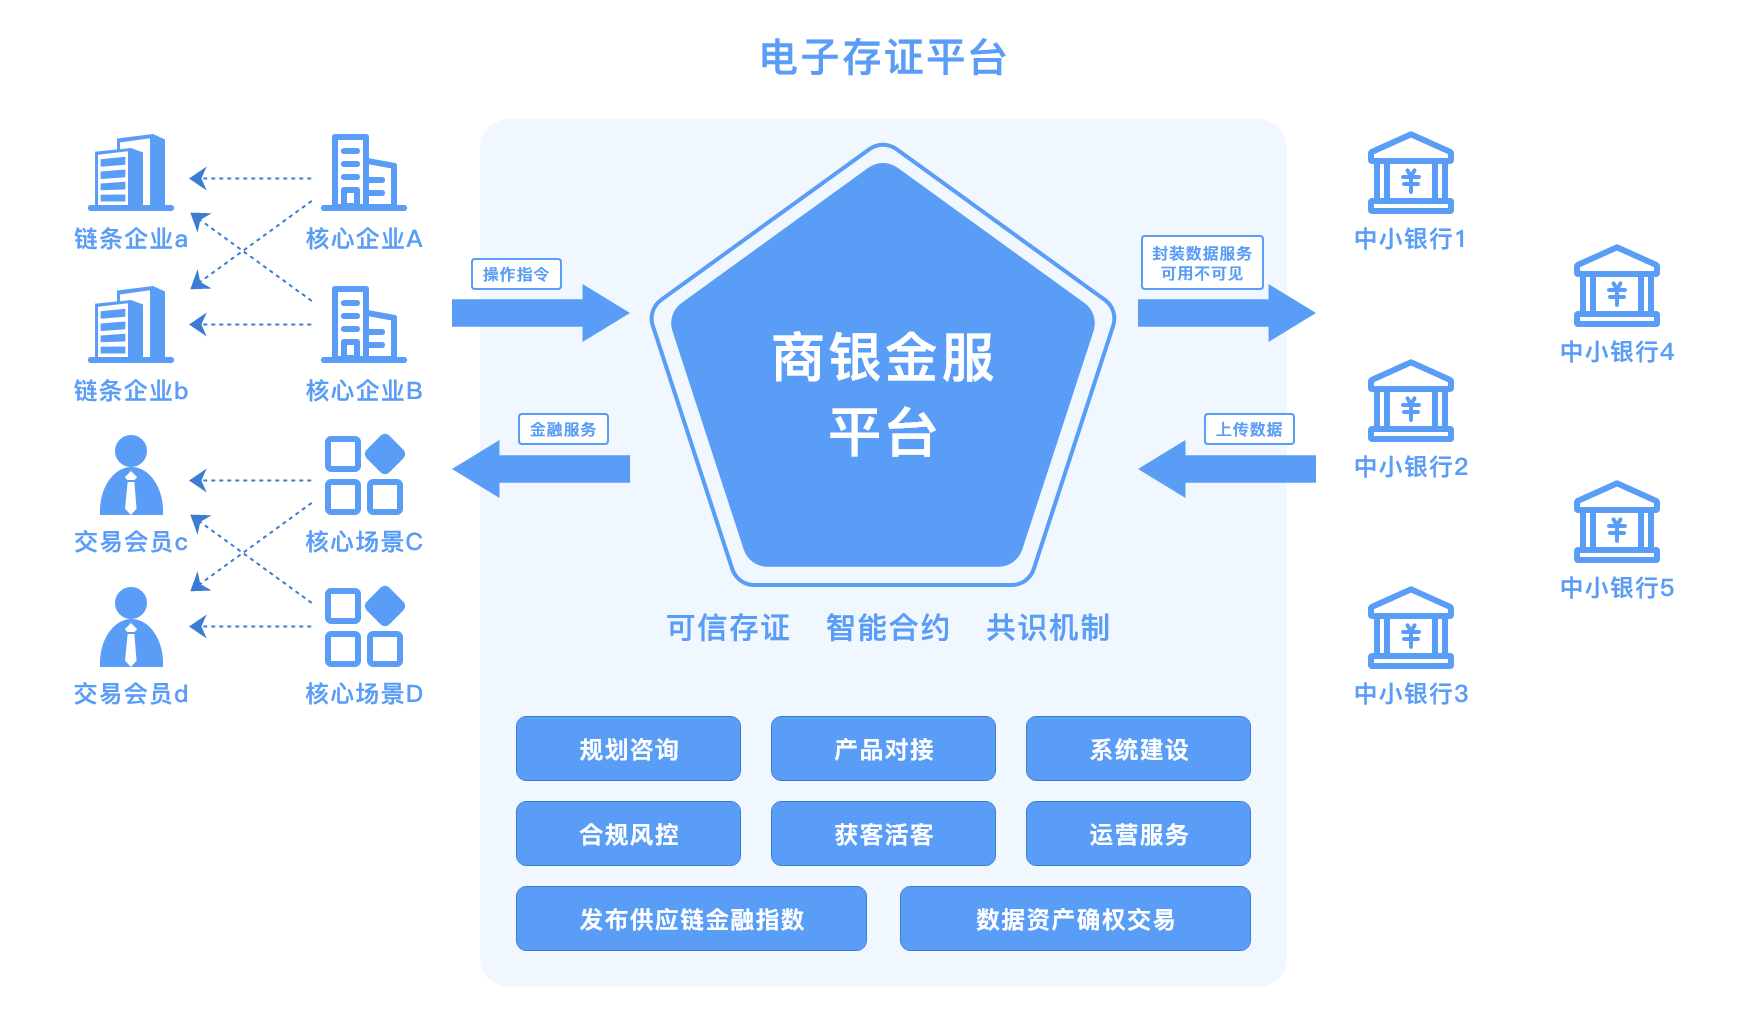 电子存证平台
链条企业a
核心企业A
链条企业b
核心企业B
交易会员c
核心场景C
交易会员d
核心场景D
操作指令
金融服务
商银金服
平台
可信存证 智能合约 共识机制
规划咨询
产品对接
系统建设
合规风控
获客活客
运营服务
发布供应链金融指数
数据资产确权交易
封装数据服务
可用不可见
上传数据
¥
中小银行1
¥
中小银行4
¥
中小银行2
¥
中小银行5
¥
中小银行3